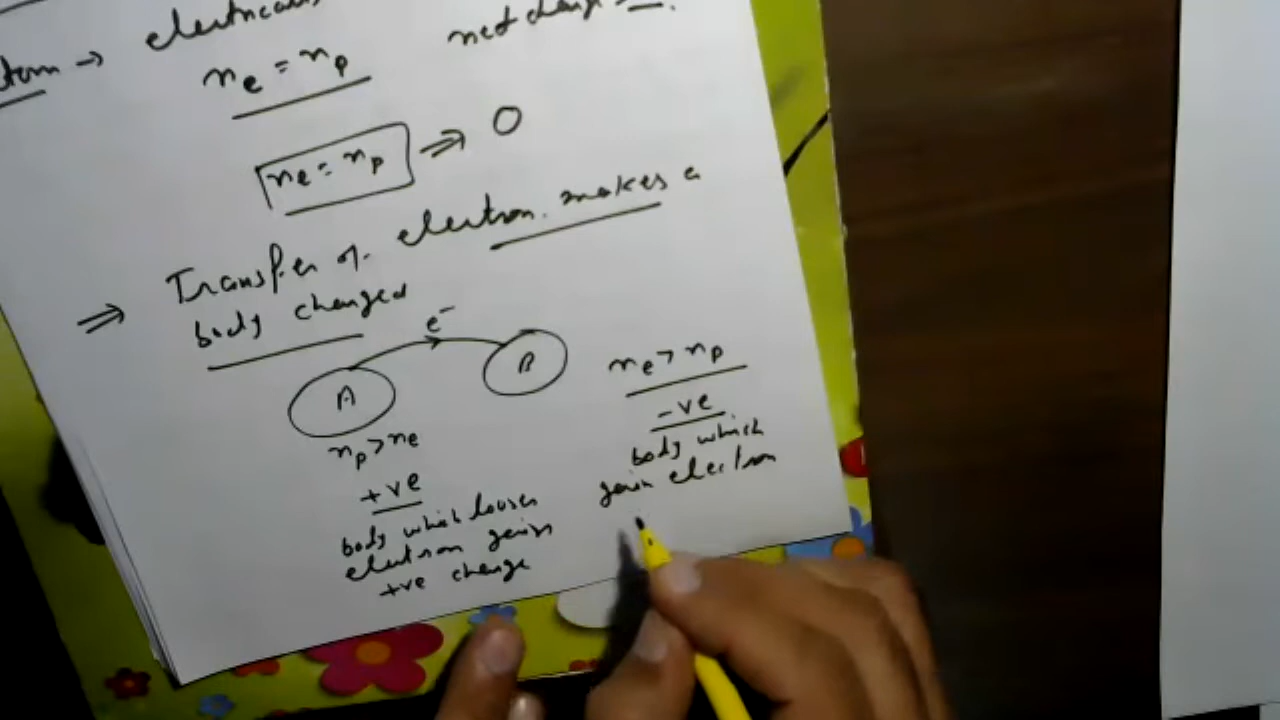 tom → electrical
net charge
ne = np
ne = np ⇒ O
⇒ Transfer of electron makes a
body charged
e-
A
B
np > ne
+ve
body which looses
electron gains
+ve charge
ne > np
-ve
body which
gain electron